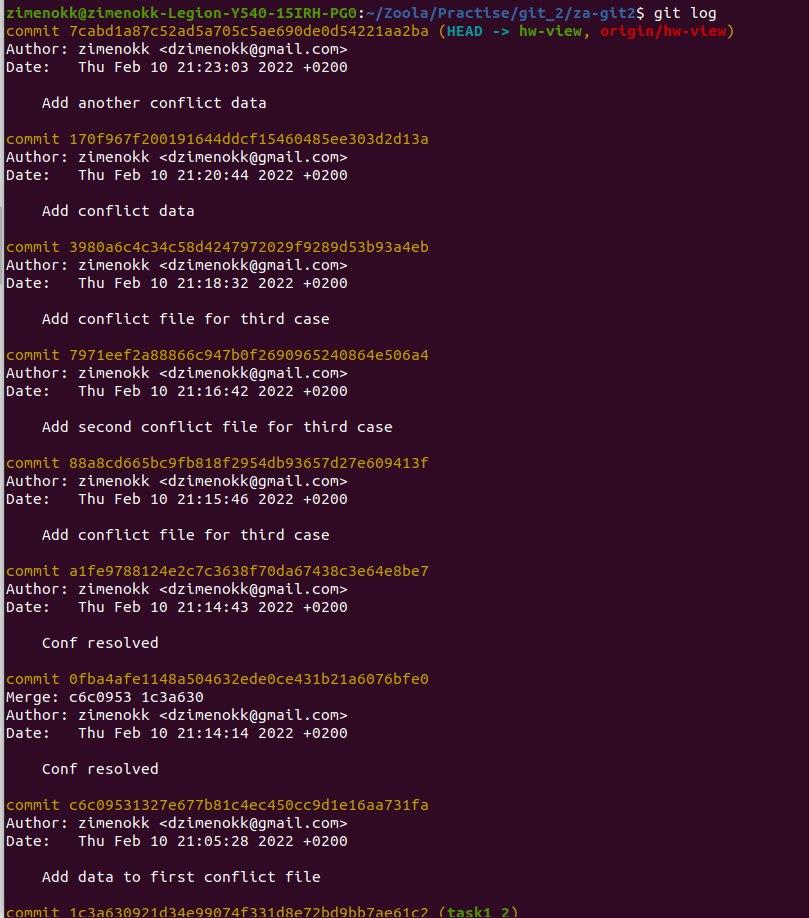 zimenokk@zimenokk-Legion-Y540-15IRH-PG0:~/Zoola/Practise/git_2/za-git2$ git log
commit 7cabd1a87c52ad5a705c5ae690de0d54221aa2ba (HEAD -> hw-view, origin/hw-view)
Author: zimenokk <dzimenokk@gmail.com>
Date:   Thu Feb 10 21:23:03 2022 +0200
    Add another conflict data
commit 170f967f200191644ddcf15460485ee303d2d13a
Author: zimenokk <dzimenokk@gmail.com>
Date:   Thu Feb 10 21:20:44 2022 +0200
    Add conflict data
commit 3980a6c4c34c58d4247972029f9289d53b93a4eb
Author: zimenokk <dzimenokk@gmail.com>
Date:   Thu Feb 10 21:18:32 2022 +0200
    Add conflict file for third case
commit 7971eef2a88866c947b0f2690965240864e506a4
Author: zimenokk <dzimenokk@gmail.com>
Date:   Thu Feb 10 21:16:42 2022 +0200
    Add second conflict file for third case
commit 88a8cd665bc9fb818f2954db93657d27e609413f
Author: zimenokk <dzimenokk@gmail.com>
Date:   Thu Feb 10 21:15:46 2022 +0200
    Add conflict file for third case
commit a1fe9788124e2c7c3638f70da67438c3e64e8be7
Author: zimenokk <dzimenokk@gmail.com>
Date:   Thu Feb 10 21:14:43 2022 +0200
    Conf resolved
commit 0fba4afe1148a504632ede0ce431b21a6076bfe0
Merge: c6c0953 1c3a630
Author: zimenokk <dzimenokk@gmail.com>
Date:   Thu Feb 10 21:14:14 2022 +0200
    Conf resolved
commit c6c09531327e677b81c4ec450cc9d1e16aa731fa
Author: zimenokk <dzimenokk@gmail.com>
Date:   Thu Feb 10 21:05:28 2022 +0200
    Add data to first conflict file
commit 1c3a630921d34e99074f331d8e72bd9bb7ae61c2 (task1_2)